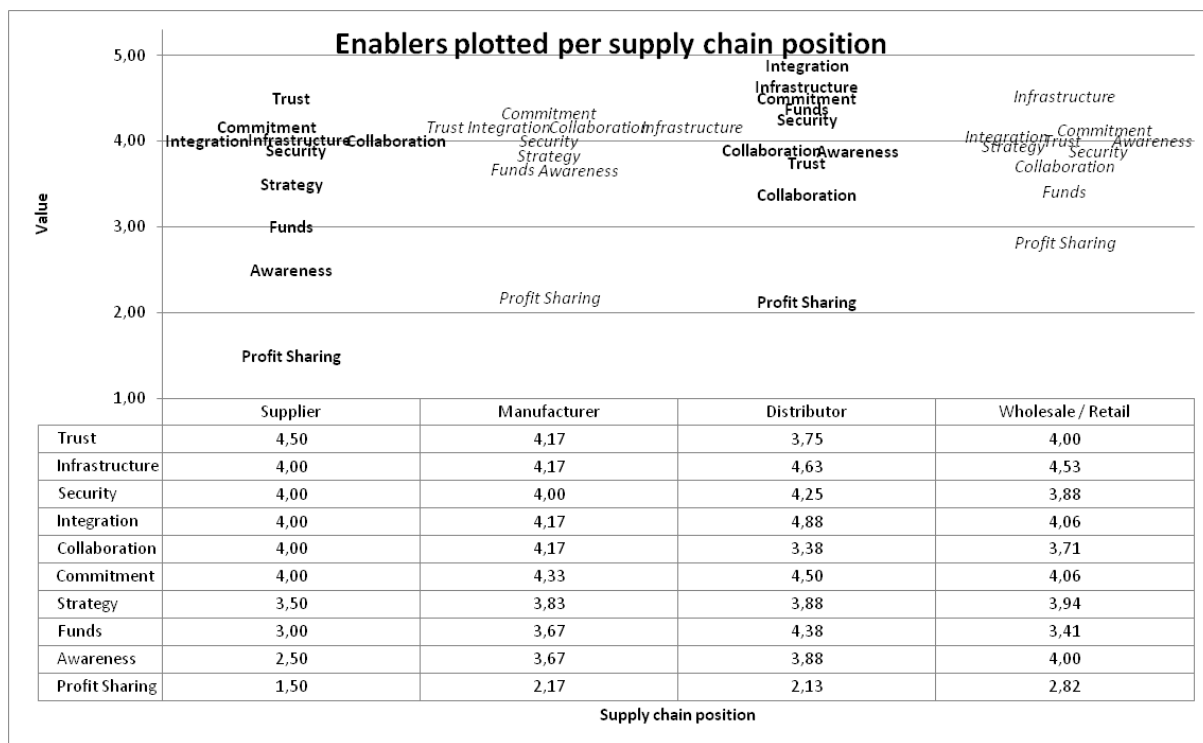 Enablers plotted per supply chain position
5,00
4,00
3,00
2,00
1,00
Value
Trust
Commitment
Integration Infrastructure Collaboration
Security
Strategy
Funds
Awareness
Profit Sharing
Commitment
Trust Integration Collaboration Infrastructure
Security
Strategy
Funds Awareness
Profit Sharing
Integration
Infrastructure
Commitment
Funds
Security
Collaboration Awareness
Trust
Collaboration
Profit Sharing
Infrastructure
Commitment
Integration Trust Awareness
Strategy Security
Collaboration
Funds
Profit Sharing
Supplier Manufacturer Distributor Wholesale / Retail
Trust 4,50 4,17 3,75 4,00
Infrastructure 4,00 4,17 4,63 4,53
Security 4,00 4,00 4,25 3,88
Integration 4,00 4,17 4,88 4,06
Collaboration 4,00 4,17 3,38 3,71
Commitment 4,00 4,33 4,50 4,06
Strategy 3,50 3,83 3,88 3,94
Funds 3,00 3,67 4,38 3,41
Awareness 2,50 3,67 3,88 4,00
Profit Sharing 1,50 2,17 2,13 2,82
Supply chain position